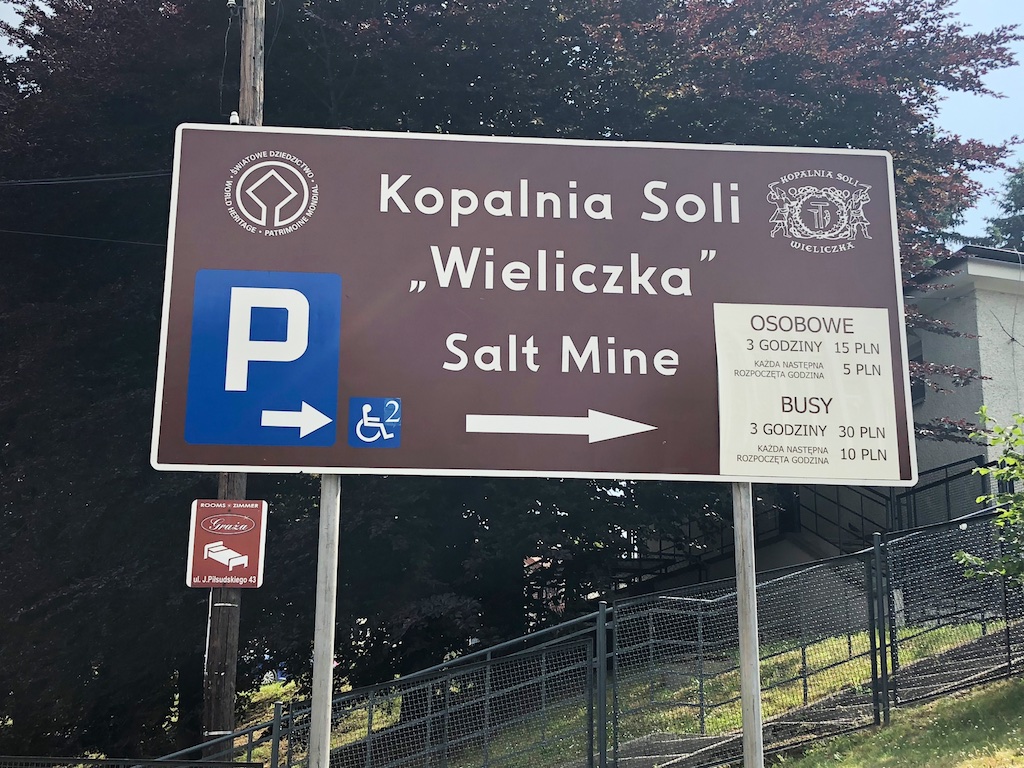 ŚWIATOWE DZIEDZICTWO • WORLD HERITAGE • PATRIMOINE MONDIAL •
Kopalnia Soli
„Wieliczka”
Salt Mine
KOPALNIA SOLI
WIELICZKA
P
2
OSOBOWE
3 GODZINY 15 PLN
KAŻDA NASTĘPNA
ROZPOCZĘTA GODZINA 5 PLN
BUSY
3 GODZINY 30 PLN
KAŻDA NASTĘPNA
ROZPOCZĘTA GODZINA 10 PLN
ROOMS - ZIMMER
Graża
ul. J.Piłsudskiego 43